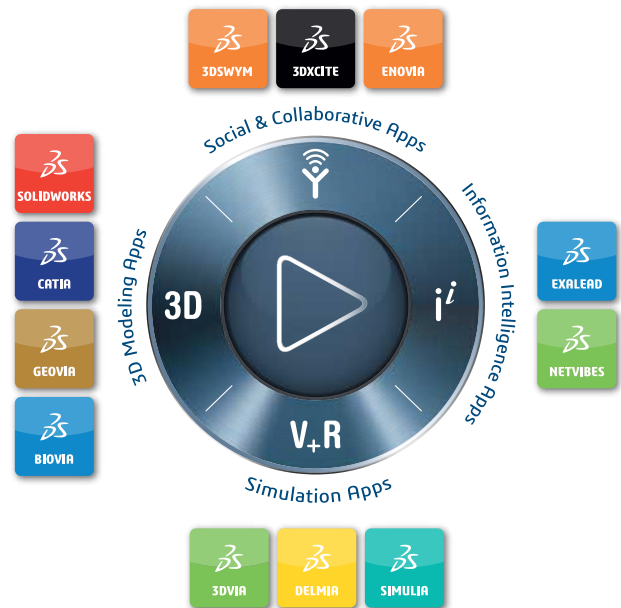 3DSWYM
3DXCITE
ENOVIA
Social & Collaborative Apps
SOLIDWORKS
CATIA
GEOVIA
BIOVIA
3D Modeling Apps
3D
i i
V+R
Information Intelligence Apps
EXALEAD
NETVIBES
Simulation Apps
3DVIA
DELMIA
SIMULIA